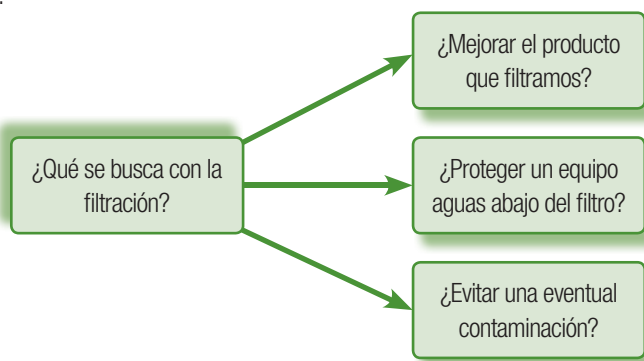 ¿Qué se busca con la
filtración?
¿Mejorar el producto
que filtramos?
¿Proteger un equipo
aguas abajo del filtro?
¿Evitar una eventual
contaminación?